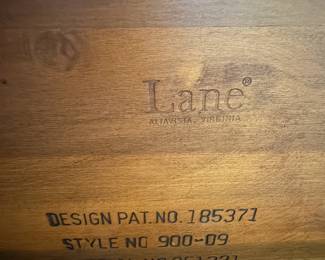 Lane®
ALTAVISTA, VIRGINIA
DESIGN PAT.NO. 185371
STYLE NO 900-09